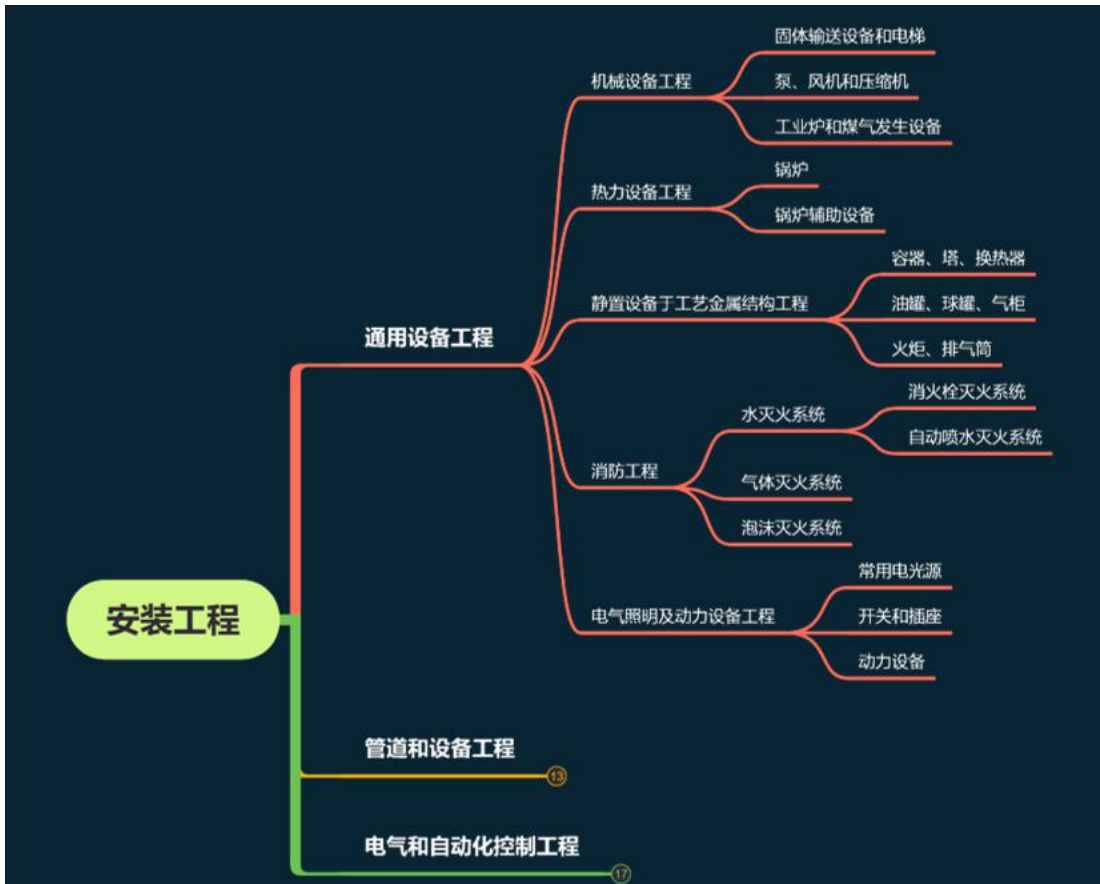 安装工程
通用设备工程
机械设备工程
固体输送设备和电梯
泵、风机和压缩机
工业炉和煤气发生设备
热力设备工程
锅炉
锅炉辅助设备
静置设备于工艺金属结构工程
容器、塔、换热器
油罐、球罐、气柜
火炬、排气筒
消防工程
水灭火系统
消火栓灭火系统
自动喷水灭火系统
气体灭火系统
泡沫灭火系统
电气照明及动力设备工程
常用电光源
开关和插座
动力设备
管道和设备工程
13
电气和自动化控制工程
17